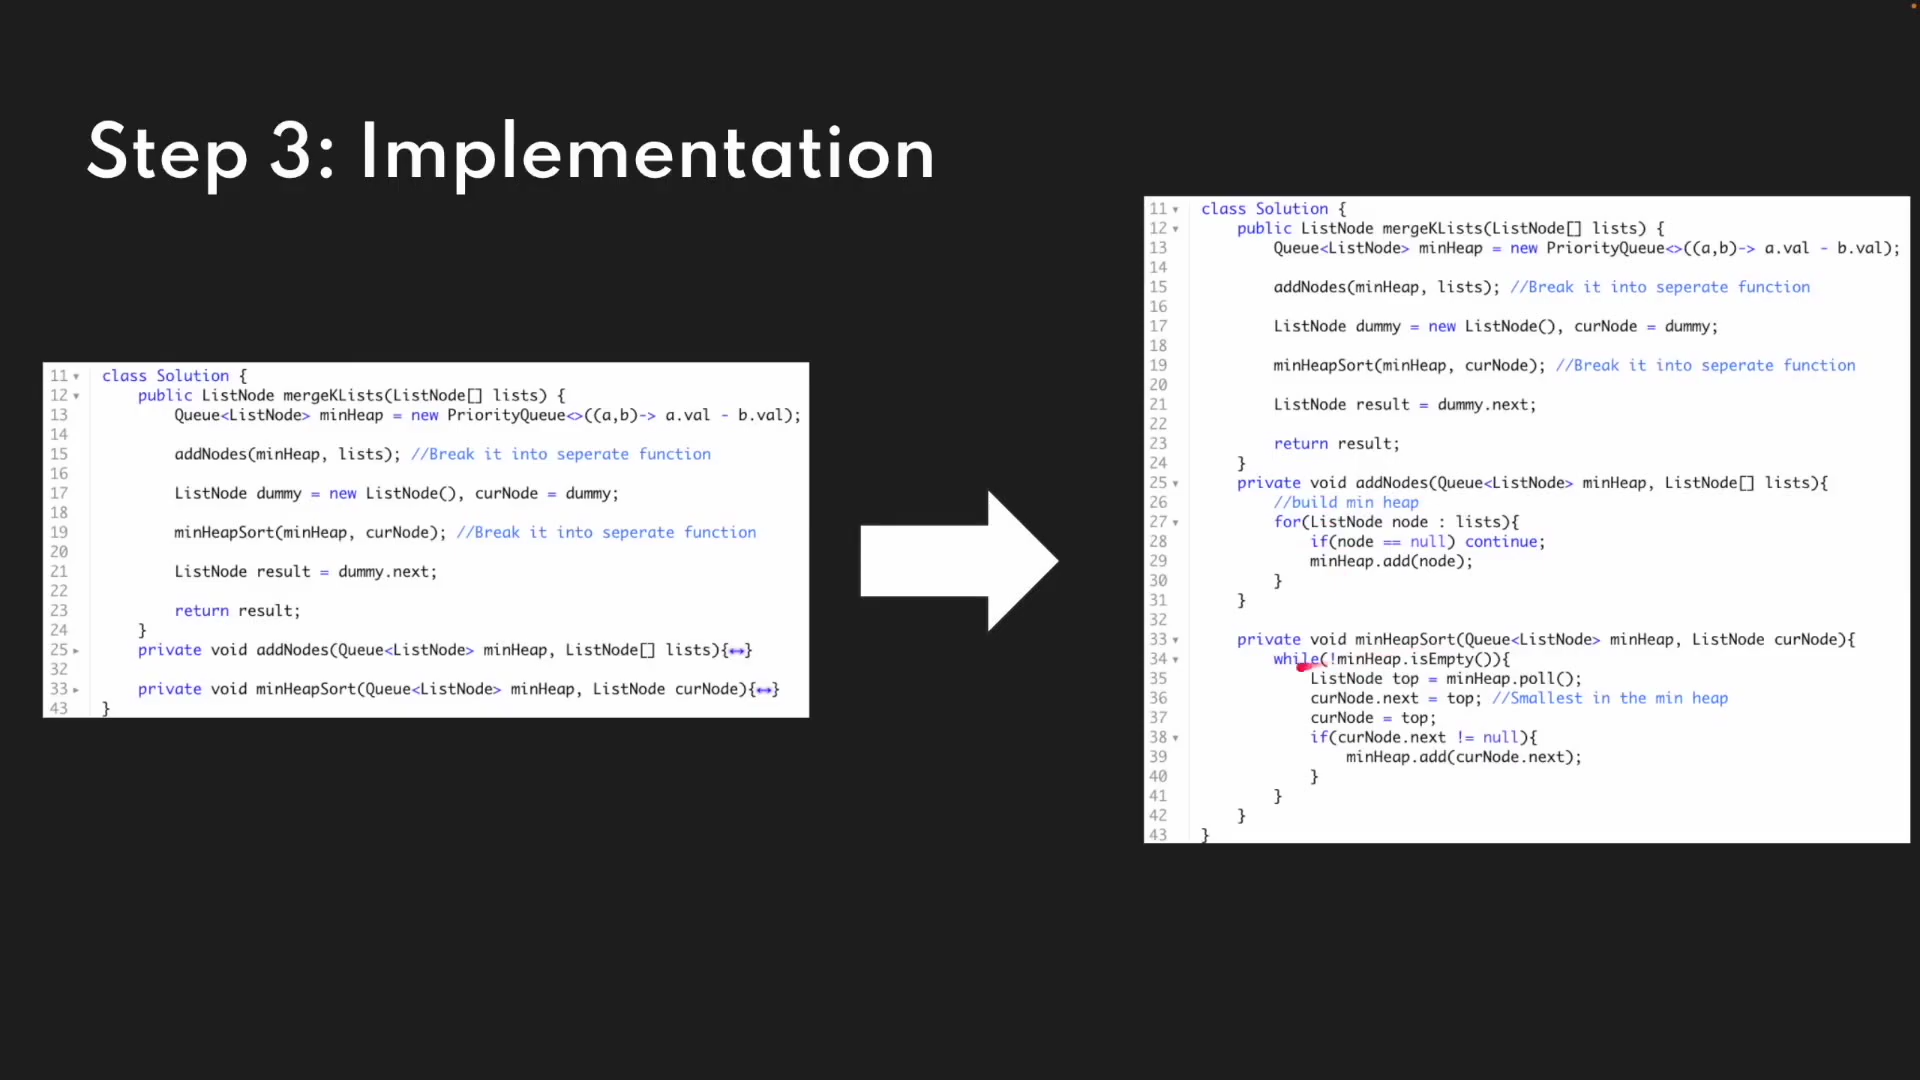 Step 3: Implementation
11 class Solution {
12 public ListNode mergeKLists(ListNode[] lists) {
13 Queue<ListNode> minHeap = new PriorityQueue<>((a,b)-> a.val - b.val);
14
15 addNodes(minHeap, lists); //Break it into seperate function
16
17 ListNode dummy = new ListNode(), curNode = dummy;
18
19 minHeapSort(minHeap, curNode); //Break it into seperate function
20
21 ListNode result = dummy.next;
22
23 return result;
24 }
25 private void addNodes(Queue<ListNode> minHeap, ListNode[] lists){↔}
32
33 private void minHeapSort(Queue<ListNode> minHeap, ListNode curNode){↔}
43 }
11 class Solution {
12 public ListNode mergeKLists(ListNode[] lists) {
13 Queue<ListNode> minHeap = new PriorityQueue<>((a,b)-> a.val - b.val);
14
15 addNodes(minHeap, lists); //Break it into seperate function
16
17 ListNode dummy = new ListNode(), curNode = dummy;
18
19 minHeapSort(minHeap, curNode); //Break it into seperate function
20
21 ListNode result = dummy.next;
22
23 return result;
24 }
25 private void addNodes(Queue<ListNode> minHeap, ListNode[] lists){
26 //build min heap
27 for(ListNode node : lists){
28 if(node == null) continue;
29 minHeap.add(node);
30 }
31 }
32
33 private void minHeapSort(Queue<ListNode> minHeap, ListNode curNode){
34 while(!minHeap.isEmpty()){
35 ListNode top = minHeap.poll();
36 curNode.next = top; //Smallest in the min heap
37 curNode = top;
38 if(curNode.next != null){
39 minHeap.add(curNode.next);
40 }
41 }
42 }
43 }